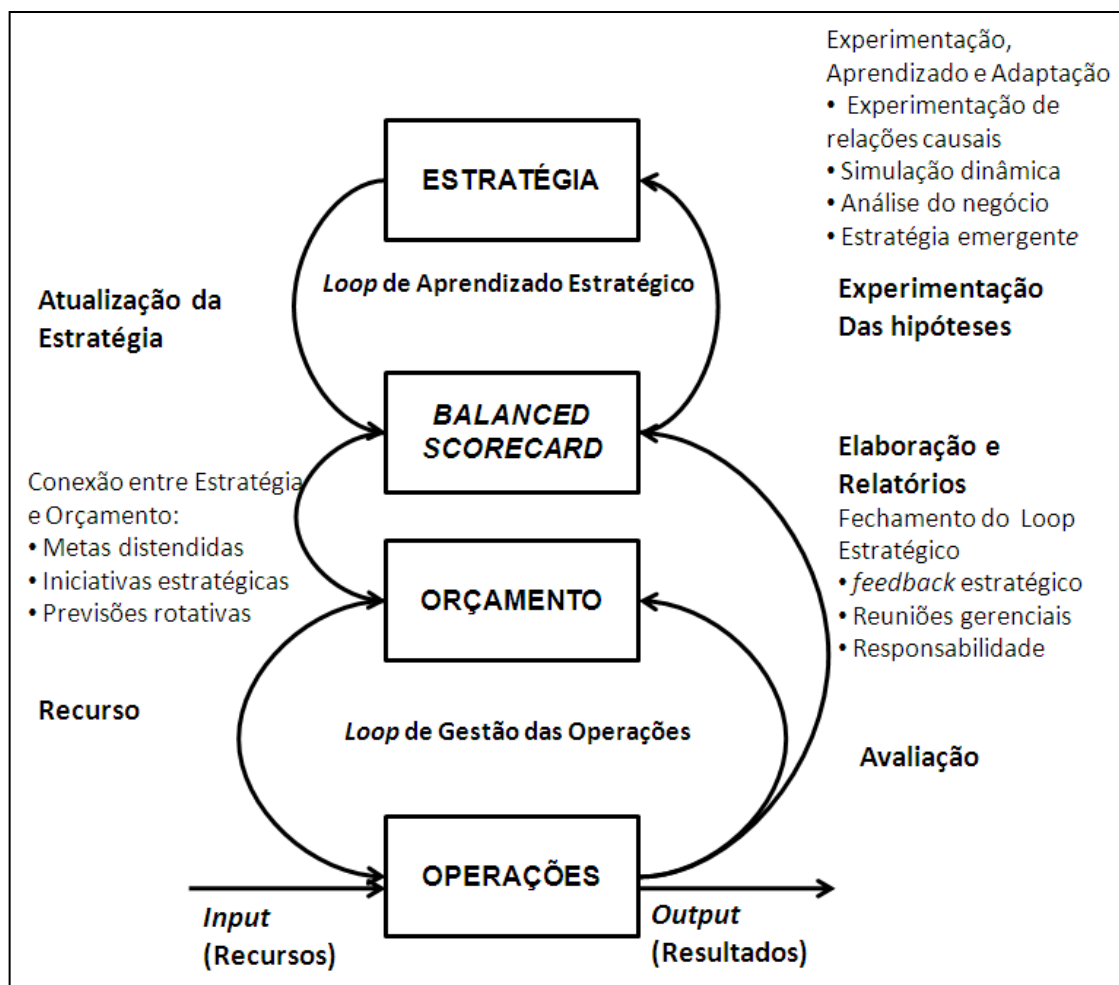 Experimentação,
Aprendizado e Adaptação
• Experimentação de
relações causais
• Simulação dinâmica
• Análise do negócio
• Estratégia emergente
ESTRATÉGIA
Loop de Aprendizado Estratégico
Atualização da
Estratégia
Experimentação
Das hipóteses
BALANCED
SCORECARD
Elaboração e
Relatórios
Fechamento do Loop
Estratégico
• feedback estratégico
• Reuniões gerenciais
• Responsabilidade
Conexão entre Estratégia
e Orçamento:
• Metas distendidas
• Iniciativas estratégicas
• Previsões rotativas
ORÇAMENTO
Recurso
Loop de Gestão das Operações
Avaliação
OPERAÇÕES
Input
(Recursos)
Output
(Resultados)